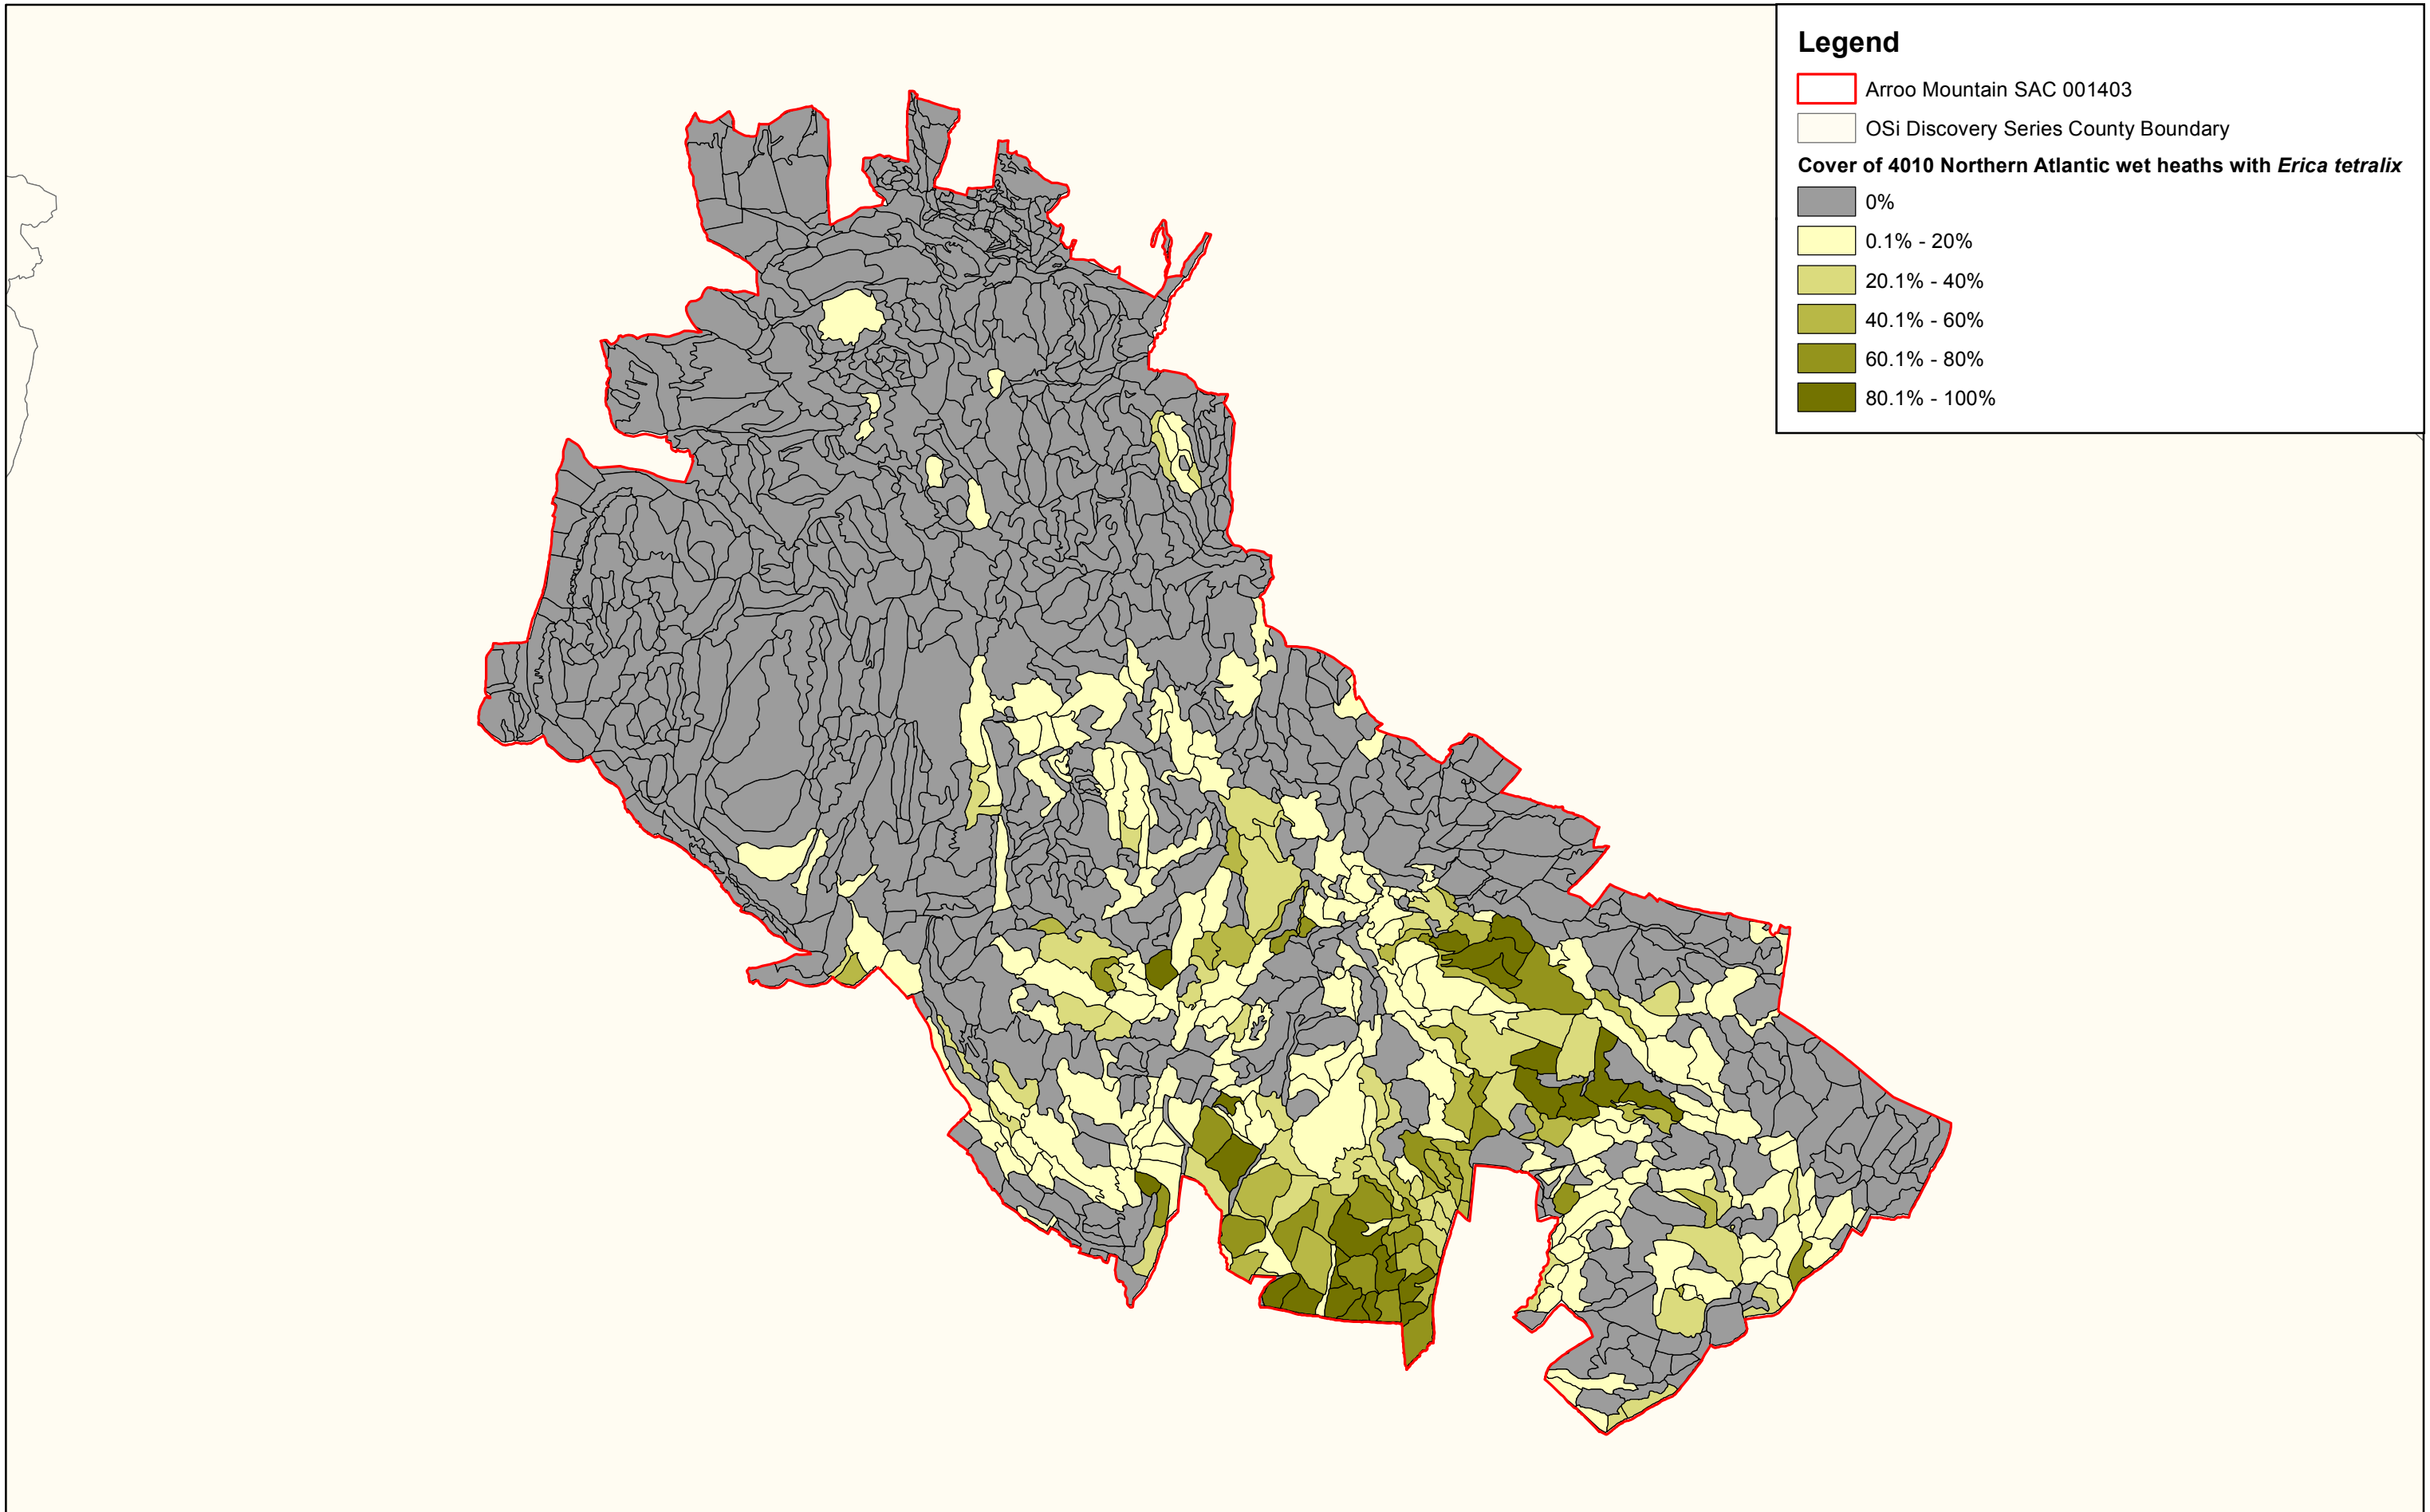 Legend
Arroo Mountain SAC 001403
OSi Discovery Series County Boundary
Cover of 4010 Northern Atlantic wet heaths with Erica tetralix
0%
0.1% - 20%
20.1% - 40%
40.1% - 60%
60.1% - 80%
80.1% - 100%